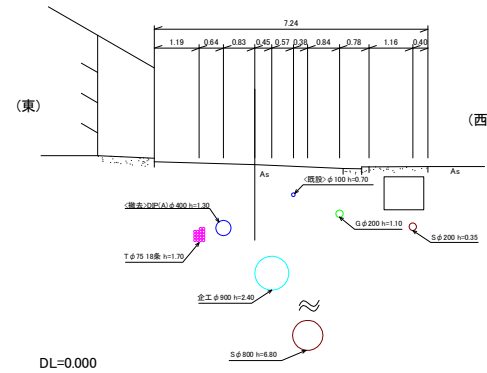 7.24
1.19 0.64 0.83 0.45 0.57 0.38 0.84 0.78 1.16 0.40
(東)
(西
As
As
<既設>φ100 h=0.70
<撤去>DIP(A)φ400 h=1.30
Gφ200 h=1.10
Sφ200 h=0.35
Tφ75 18条 h=1.70
企工φ900 h=2.40
Sφ800 h=6.80
DL=0.000